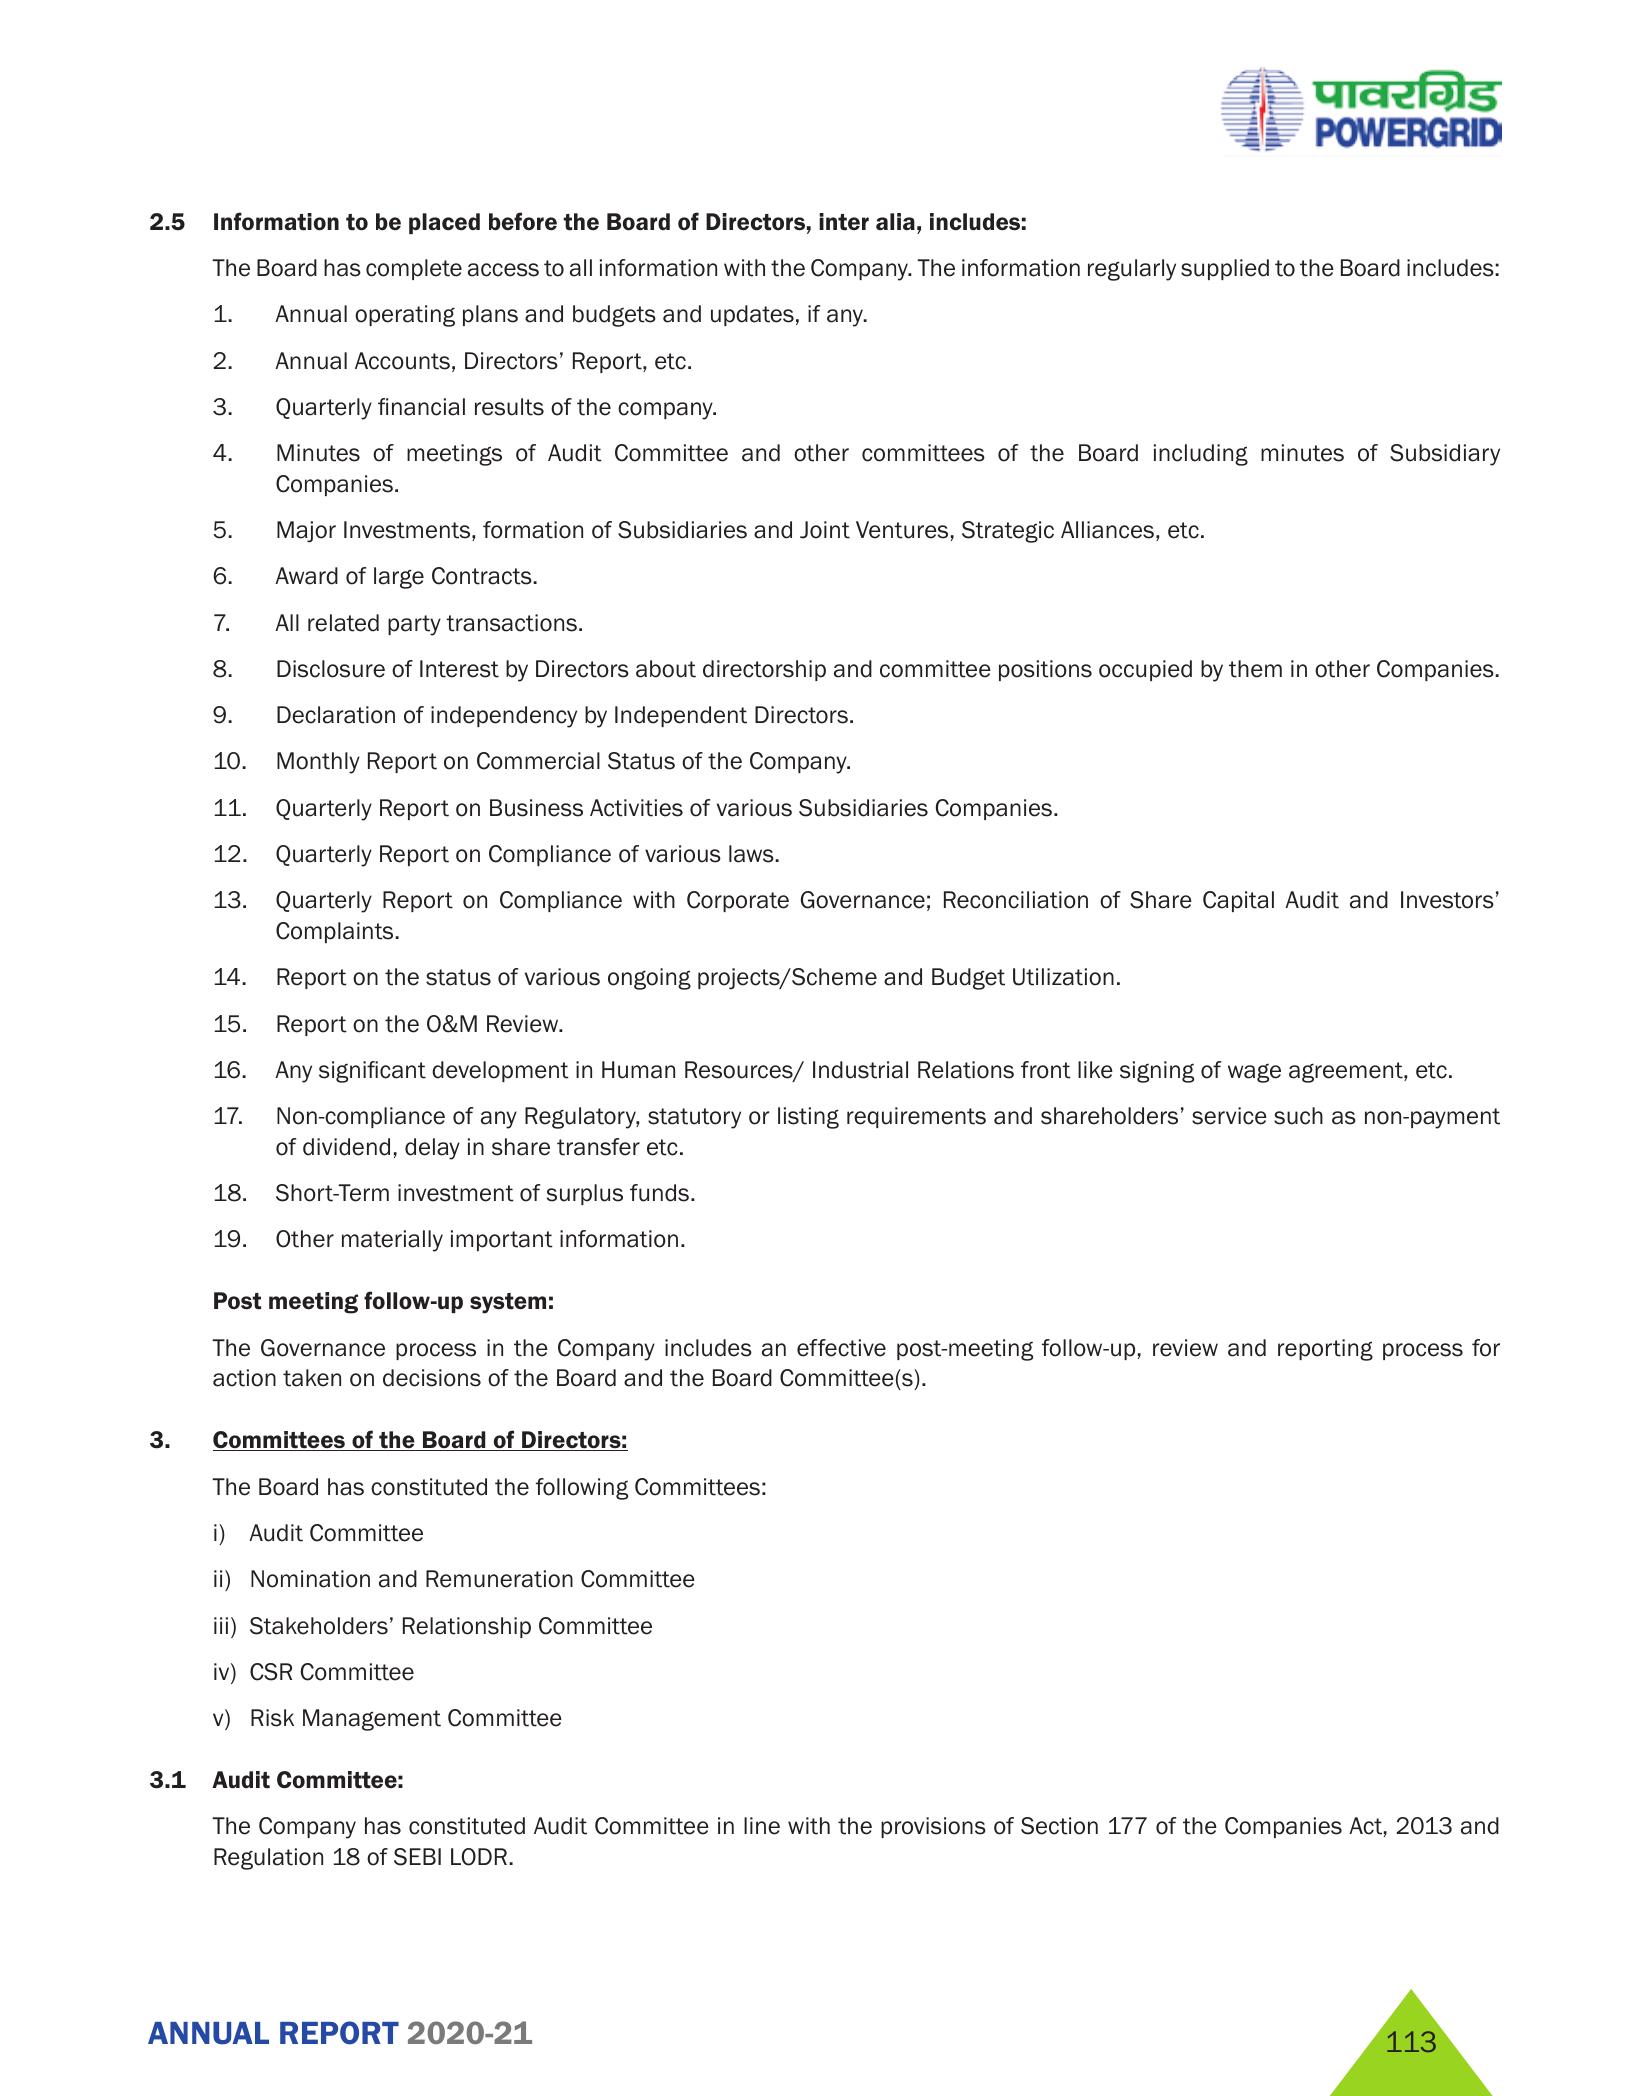 पावरग्रिड
POWERGRID
2.5 Information to be placed before the Board of Directors, inter alia, includes:
The Board has complete access to all information with the Company. The information regularly supplied to the Board includes:
1. Annual operating plans and budgets and updates, if any.
2. Annual Accounts, Directors’ Report, etc.
3. Quarterly financial results of the company.
4. Minutes of meetings of Audit Committee and other committees of the Board including minutes of Subsidiary
Companies.
5. Major Investments, formation of Subsidiaries and Joint Ventures, Strategic Alliances, etc.
6. Award of large Contracts.
7. All related party transactions.
8. Disclosure of Interest by Directors about directorship and committee positions occupied by them in other Companies.
9. Declaration of independency by Independent Directors.
10. Monthly Report on Commercial Status of the Company.
11. Quarterly Report on Business Activities of various Subsidiaries Companies.
12. Quarterly Report on Compliance of various laws.
13. Quarterly Report on Compliance with Corporate Governance; Reconciliation of Share Capital Audit and Investors’
Complaints.
14. Report on the status of various ongoing projects/Scheme and Budget Utilization.
15. Report on the O&M Review.
16. Any significant development in Human Resources/ Industrial Relations front like signing of wage agreement, etc.
17. Non-compliance of any Regulatory, statutory or listing requirements and shareholders’ service such as non-payment
of dividend, delay in share transfer etc.
18. Short-Term investment of surplus funds.
19. Other materially important information.
Post meeting follow-up system:
The Governance process in the Company includes an effective post-meeting follow-up, review and reporting process for
action taken on decisions of the Board and the Board Committee(s).
3. Committees of the Board of Directors:
The Board has constituted the following Committees:
i) Audit Committee
ii) Nomination and Remuneration Committee
iii) Stakeholders’ Relationship Committee
iv) CSR Committee
v) Risk Management Committee
3.1 Audit Committee:
The Company has constituted Audit Committee in line with the provisions of Section 177 of the Companies Act, 2013 and
Regulation 18 of SEBI LODR.
ANNUAL REPORT 2020-21
113